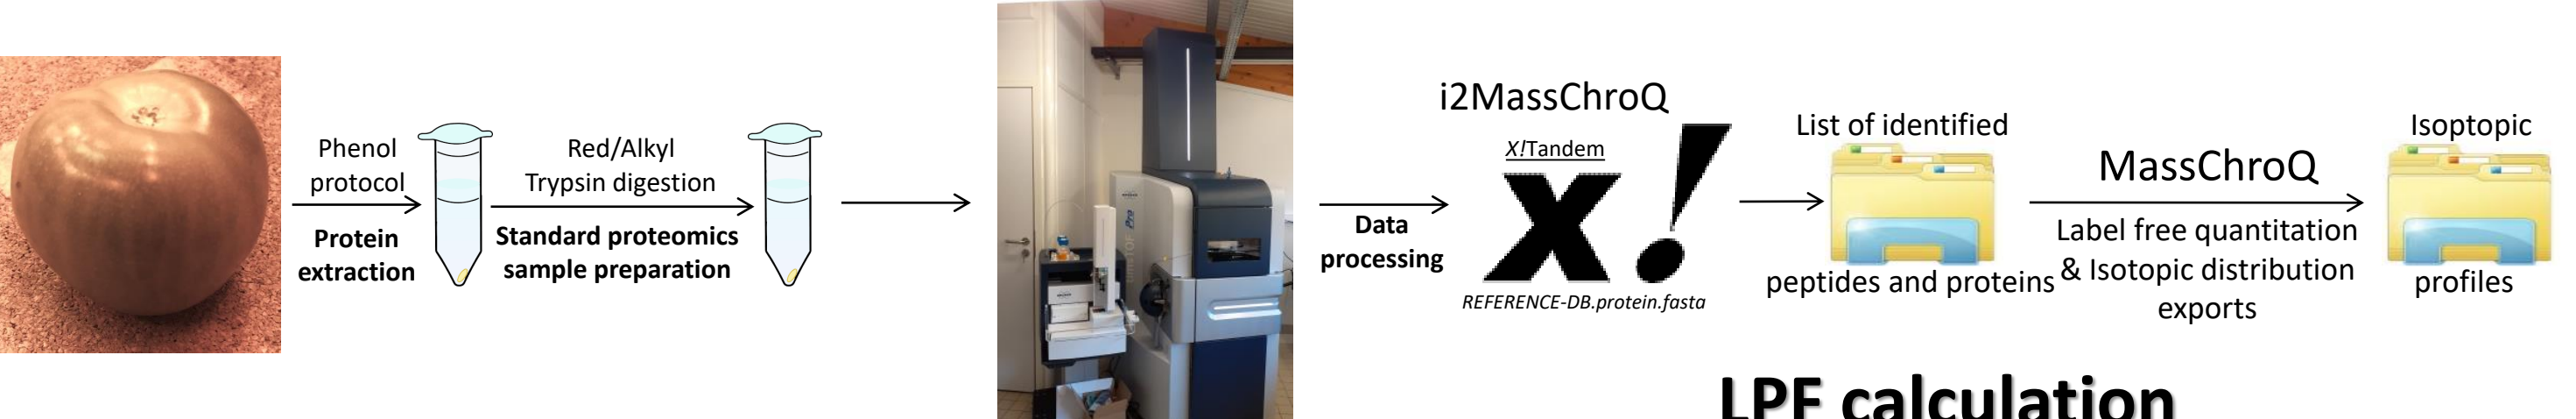 Phenol
protocol
Protein
extraction
Red/Alkyl
Trypsin digestion
Standard proteomics
sample preparation
Data
processing
i2MassChroQ
X!Tandem
X!
REFERENCE-DB.protein.fasta
List of identified
peptides and proteins
MassChroQ
Label free quantitation
& Isotopic distribution
exports
Isoptopic
profiles
LPF calculation